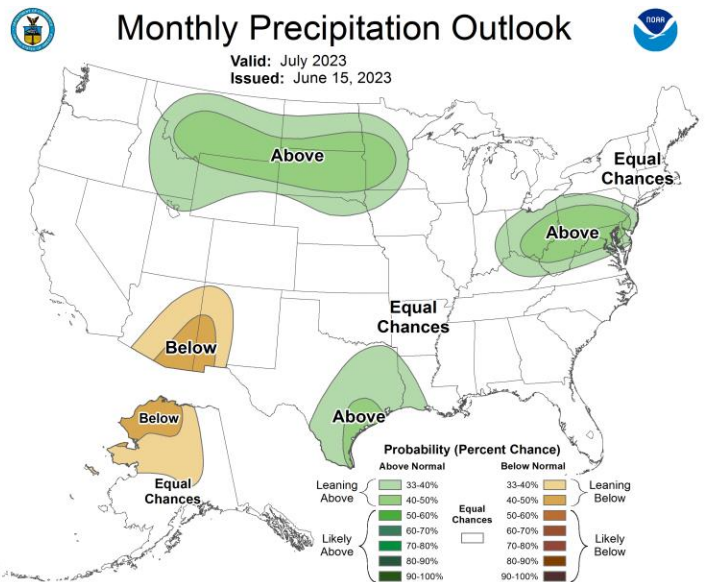 Monthly Precipitation Outlook
NOAA
Valid: July 2023
Issued: June 15, 2023
Above
Equal
Chances
Above
Equal
Chances
Below
Above
Below
Equal
Chances
Probability (Percent Chance)
Above Normal
Below Normal
Leaning
Above
33-40%
40-50%
Likely
Above
50-60%
60-70%
70-80%
80-90%
90-100%
Equal
Chances
33-40%
40-50%
Leaning
Below
50-60%
60-70%
70-80%
80-90%
90-100%
Likely
Below